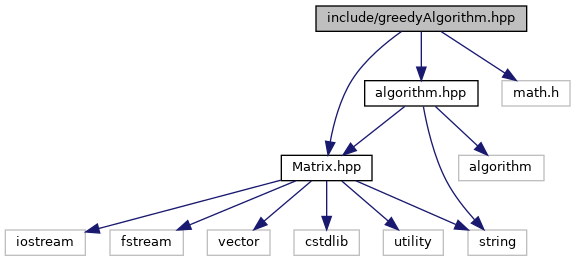 include/greedyAlgorithm.hpp
algorithm.hpp
math.h
Matrix.hpp
algorithm
iostream
fstream
vector
cstdlib
utility
string